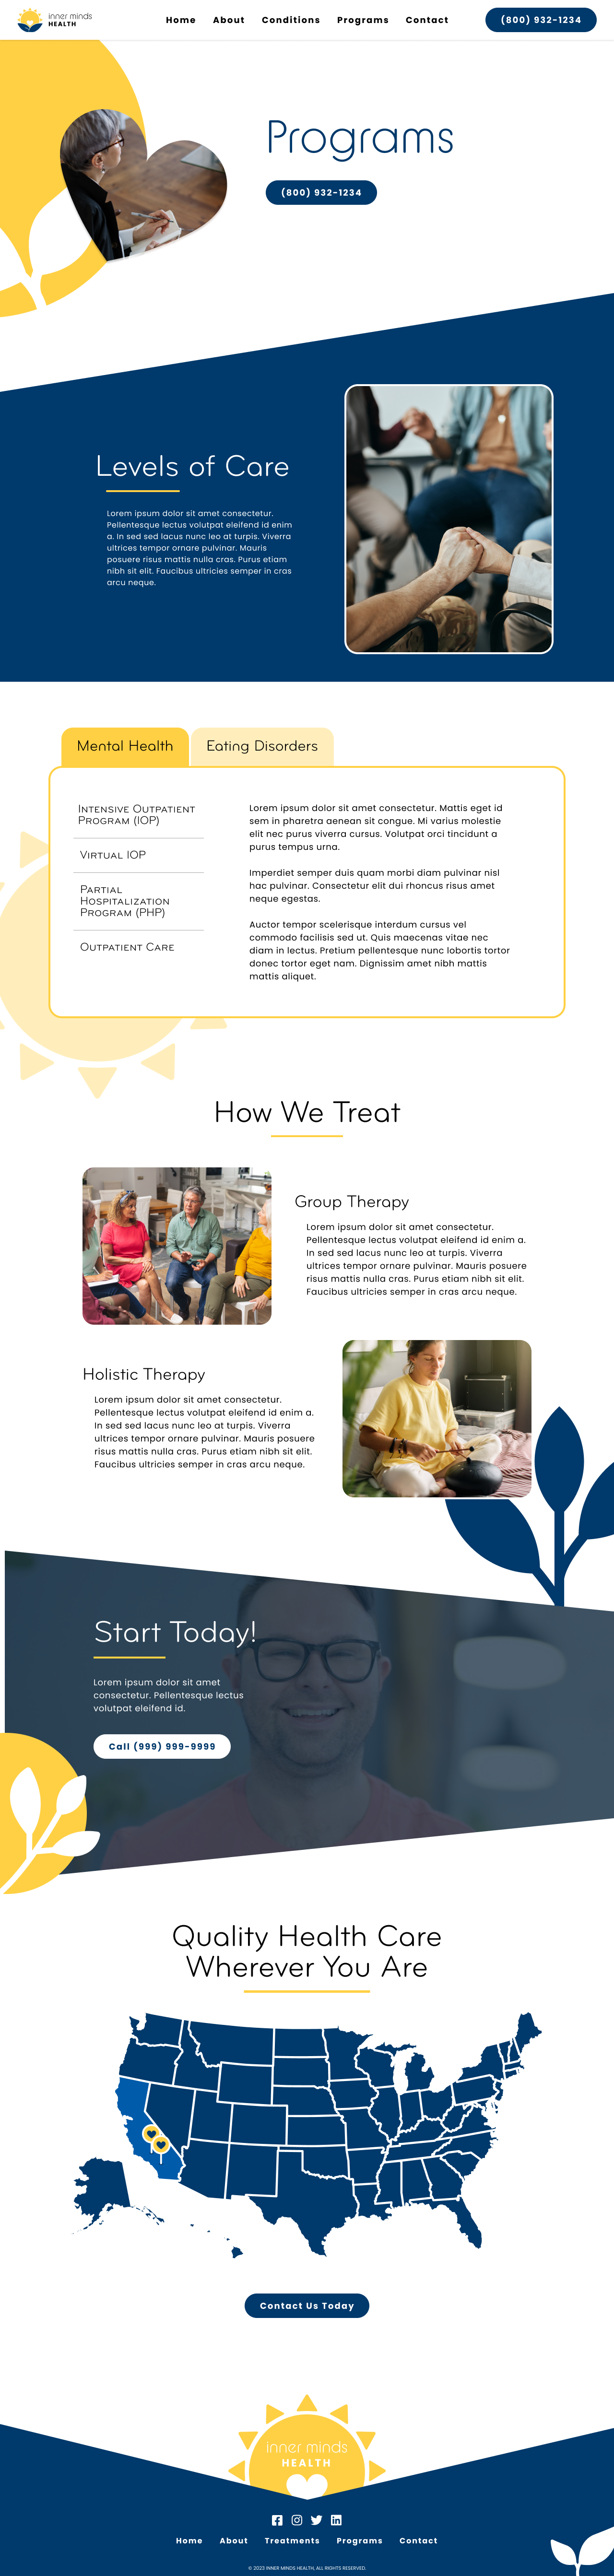 inner minds
HEALTH
Home About Conditions Programs Contact
(800) 932-1234
Programs
(800) 932-1234
Levels of Care
Lorem ipsum dolor sit amet consectetur.
Pellentesque lectus volutpat eleifend id enim
a. In sed sed lacus nunc leo at turpis. Viverra
ultrices tempor ornare pulvinar. Mauris
posuere risus mattis nulla cras. Purus etiam
nibh sit elit. Faucibus ultricies semper in cras
arcu neque.
Mental Health
Eating Disorders
Intensive Outpatient
Program (IOP)
Virtual IOP
Partial
Hospitalization
Program (PHP)
Outpatient Care
Lorem ipsum dolor sit amet consectetur. Mattis eget id
sem in pharetra aenean sit congue. Mi varius molestie
elit nec purus viverra cursus. Volutpat orci tincidunt a
purus tempus urna.
Imperdiet semper duis quam morbi diam pulvinar nisl
hac pulvinar. Consectetur elit dui rhoncus risus amet
neque egestas.
Auctor tempor scelerisque interdum cursus vel
commodo facilisis sed ut. Quis maecenas vitae nec
diam in lectus. Pretium pellentesque nunc lobortis tortor
donec tortor eget nam. Dignissim amet nibh mattis
mattis aliquet.
How We Treat
Group Therapy
Lorem ipsum dolor sit amet consectetur.
Pellentesque lectus volutpat eleifend id enim a.
In sed sed lacus nunc leo at turpis. Viverra
ultrices tempor ornare pulvinar. Mauris posuere
risus mattis nulla cras. Purus etiam nibh sit elit.
Faucibus ultricies semper in cras arcu neque.
Holistic Therapy
Lorem ipsum dolor sit amet consectetur.
Pellentesque lectus volutpat eleifend id enim a.
In sed sed lacus nunc leo at turpis. Viverra
ultrices tempor ornare pulvinar. Mauris posuere
risus mattis nulla cras. Purus etiam nibh sit elit.
Faucibus ultricies semper in cras arcu neque.
Start Today!
Lorem ipsum dolor sit amet
consectetur. Pellentesque lectus
volutpat eleifend id.
Call (999) 999-9999
Quality Health Care
Wherever You Are
Contact Us Today
inner minds
HEALTH
Home About Treatments Programs Contact
© 2023 INNER MINDS HEALTH, ALL RIGHTS RESERVED.